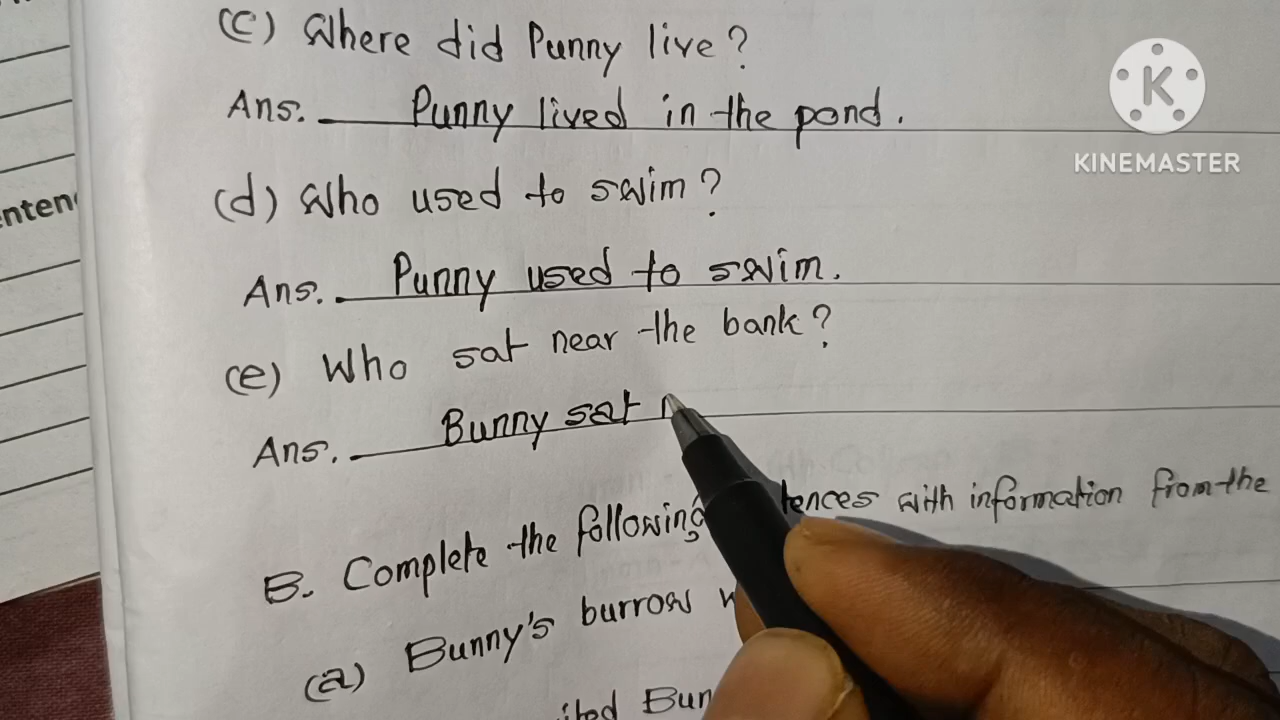 (c) Where did Punny live?
Ans. Punny lived in the pond.
(d) Who used to swim?
Ans. Punny used to swim.
(e) Who sat near the bank?
Ans. Bunny sat
B. Complete the following tences with information from the
(a) Bunny's burrow
Bun
nten
K
KINEMASTER